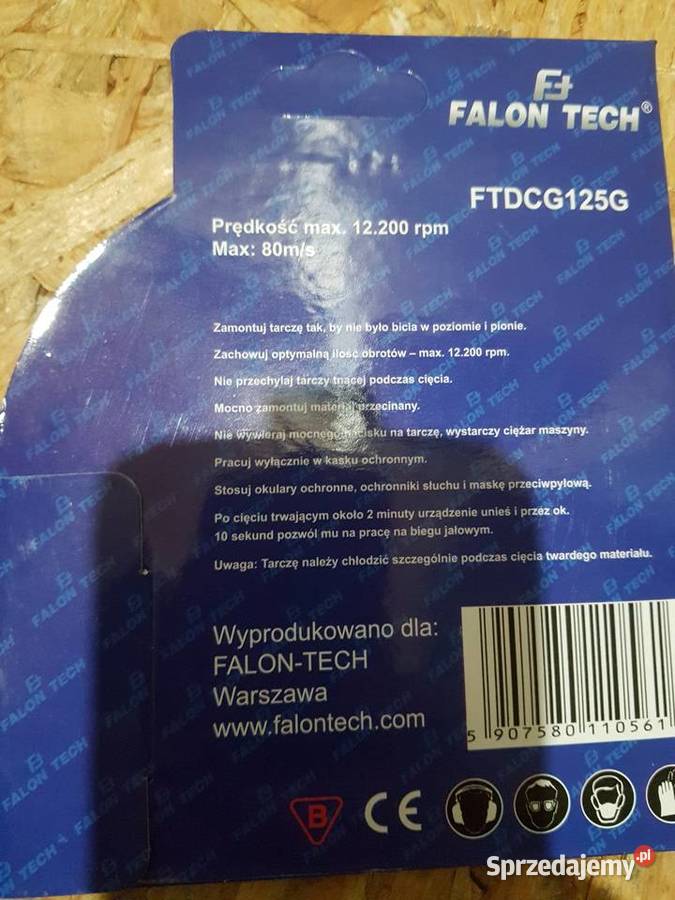 FALON TECH®
FTDCG125G
Prędkość max. 12.200 rpm
Max: 80m/s
Zamontuj tarczę tak, by nie było bicia w poziomie i pionie.
Zachowuj optymalną ilość obrotów – max. 12.200 rpm.
Nie przechylaj tarczy tnącej podczas cięcia.
Mocno zamontuj materiał przecinany.
Nie wywieraj mocnego nacisku na tarczę, wystarczy ciężar maszyny.
Pracuj wyłącznie w kasku ochronnym.
Stosuj okulary ochronne, ochronniki słuchu i maskę przeciwpyłową.
Po cięciu trwającym około 2 minuty urządzenie unieś i przez ok.
10 sekund pozwól mu na pracę na biegu jałowym.
Uwaga: Tarczę należy chłodzić szczególnie podczas cięcia twardego materiału.
Wyprodukowano dla:
FALON-TECH
Warszawa
www.falontech.com
5 907580 110561
B CE
Sprzedajemy.pl